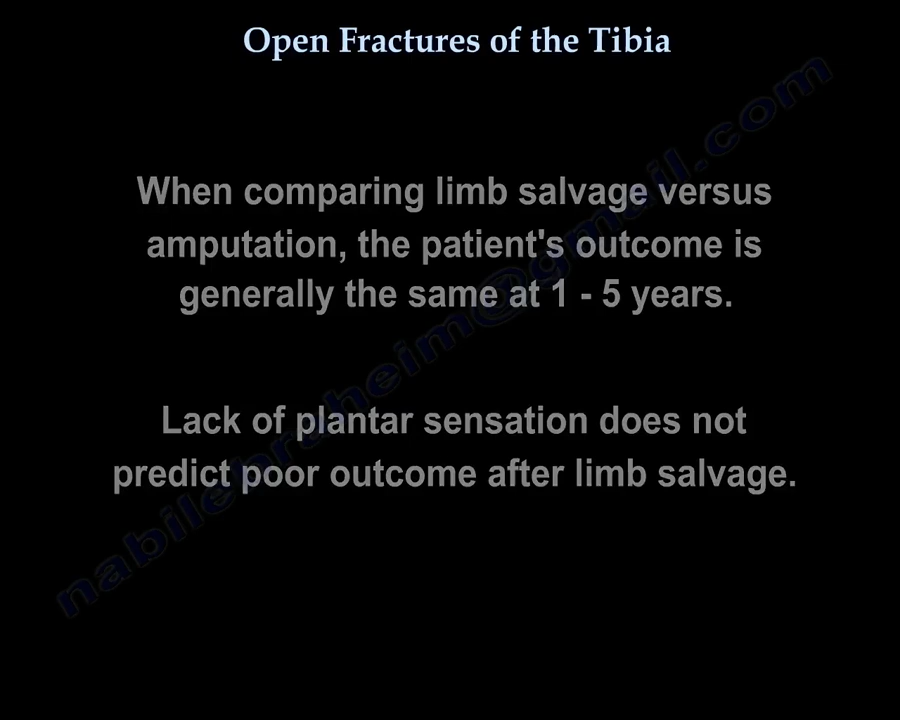 Open Fractures of the Tibia
When comparing limb salvage versus
amputation, the patient's outcome is
generally the same at 1 - 5 years.
Lack of plantar sensation does not
predict poor outcome after limb salvage.
nabilebraheim@gmail.com